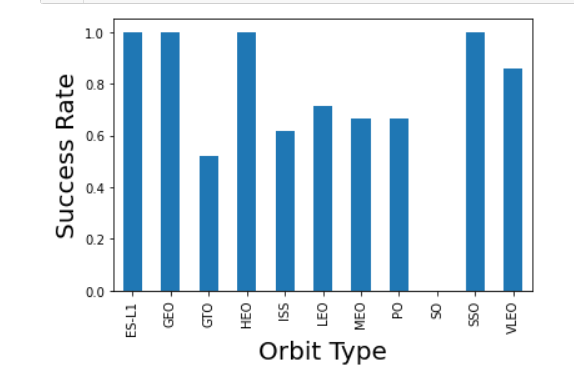 1.0
0.8
0.6
0.4
0.2
0.0
Success Rate
ES-L1
GEO
GTO
HEO
ISS
LEO
MEO
PO
SO
SSO
VLEO
Orbit Type